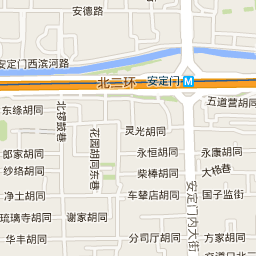 安德路
安定门西滨河路
北二环
安定门
M
五道营胡同
东绦胡同
北锣鼓巷
花园胡同东巷
灵光胡同
永恒胡同
永康胡同
郎家胡同
大格巷
纱络胡同
柴棒胡同
净土胡同
车辇店胡同
国子监街
安定门内大街
琉璃寺胡同
谢家胡同
华丰胡同
分司厅胡同
方家胡同